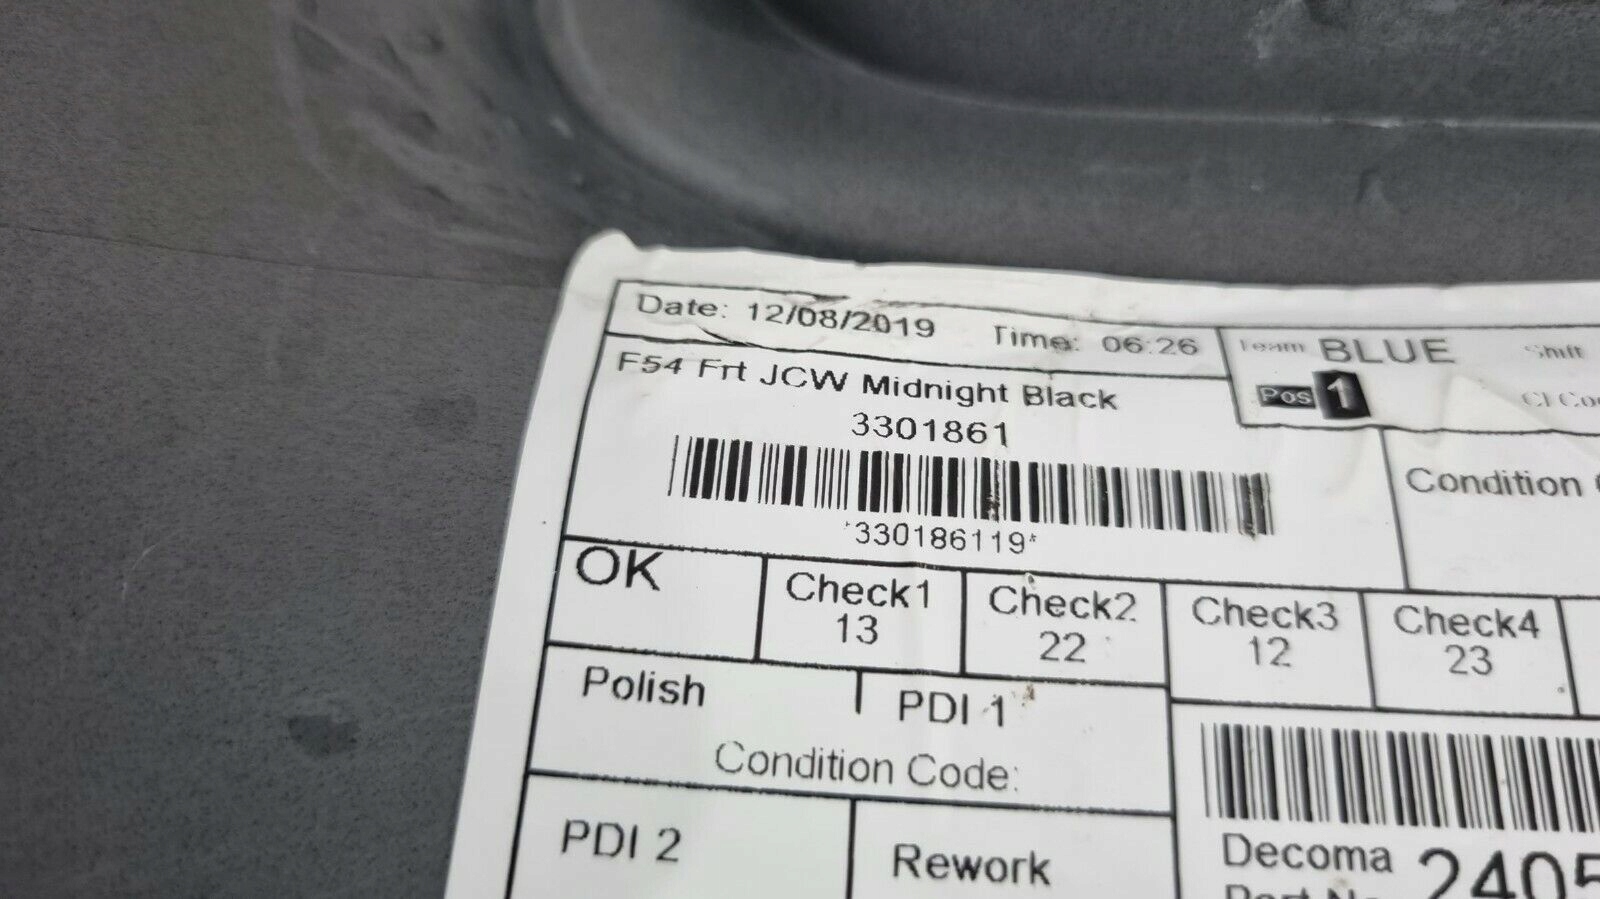 Date: 12/08/2019 Time: 06:26 Team BLUE Shift
Pos 1
F54 Frt JCW Midnight Black
3301861
*330186119*
Condition
OK Check1 Check2 Check3 Check4
13 22 12 23
Polish PDI 1
Condition Code:
PDI 2 Rework
Decoma 2405
Part No